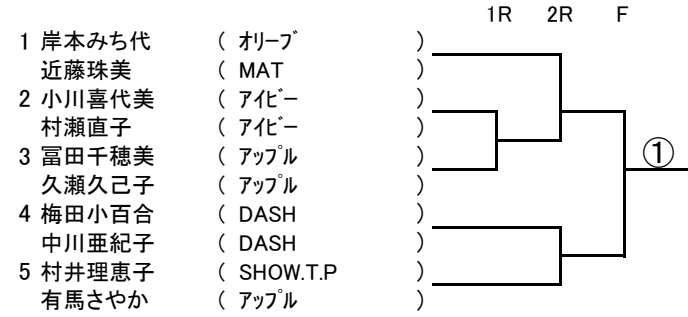 1R 2R F
1 岸本みち代 ( オリーブ )
近藤珠美 ( MAT )
2 小川喜代美 ( アイビー )
村瀬直子 ( アイビー )
3 冨田千穂美 ( アップル )
久瀬久己子 ( アップル )
①
4 梅田小百合 ( DASH )
中川亜紀子 ( DASH )
5 村井理恵子 ( SHOW.T.P )
有馬さやか ( アップル )